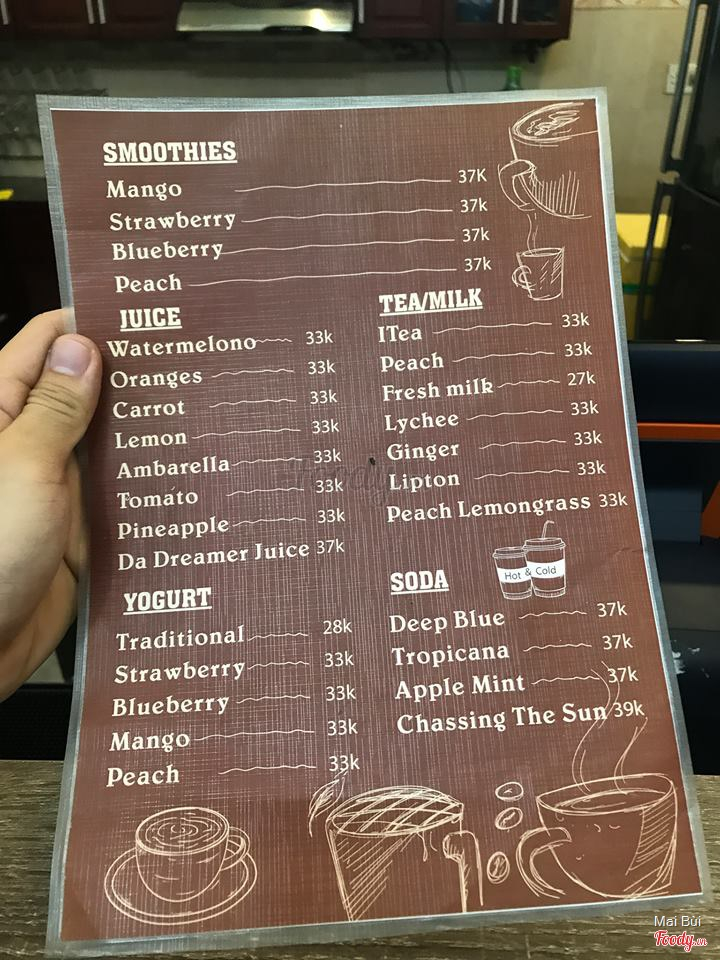 SMOOTHIES
Mango 37K
Strawberry 37k
Blueberry 37k
Peach 37k
JUICE
Watermelono 33k
Oranges 33k
Carrot 33k
Lemon 33k
Ambarella 33k
Tomato 33k
Pineapple 33k
Da Dreamer Juice 37k
YOGURT
Traditional 28k
Strawberry 33k
Blueberry 33k
Mango 33k
Peach 33k
TEA/MILK
ITea 33k
Peach 33k
Fresh milk 27k
Lychee 33k
Ginger 33k
Lipton 33k
Peach Lemongrass 33k
Hot & Cold
SODA
Deep Blue 37k
Tropicana 37k
Apple Mint 37k
Chassing The Sun 39k
Foody
Mai Bùi
Foody.vn